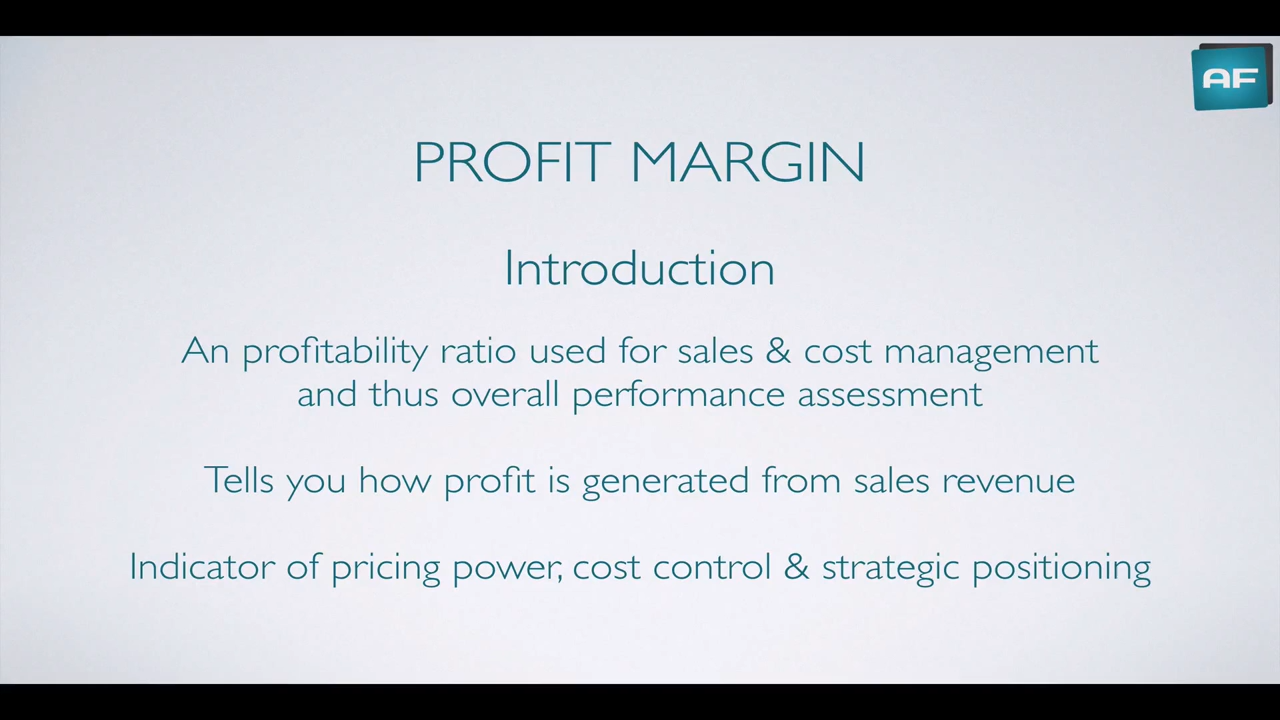 AF
PROFIT MARGIN
Introduction
An profitability ratio used for sales & cost management
and thus overall performance assessment
Tells you how profit is generated from sales revenue
Indicator of pricing power, cost control & strategic positioning